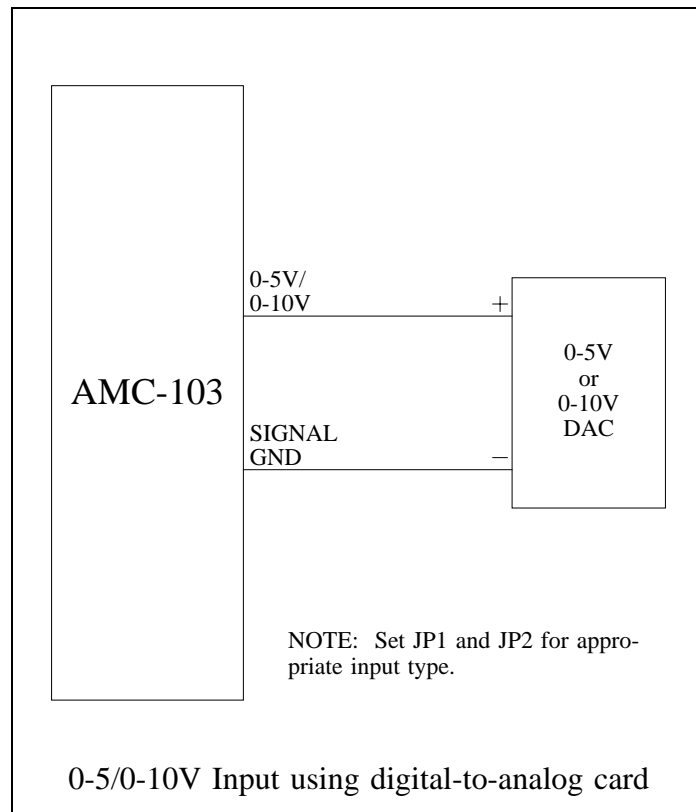 0-5V/
0-10V
+
0-5V
or
0-10V
DAC
AMC-103
SIGNAL
GND
−
NOTE: Set JP1 and JP2 for appro-
priate input type.
0-5/0-10V Input using digital-to-analog card